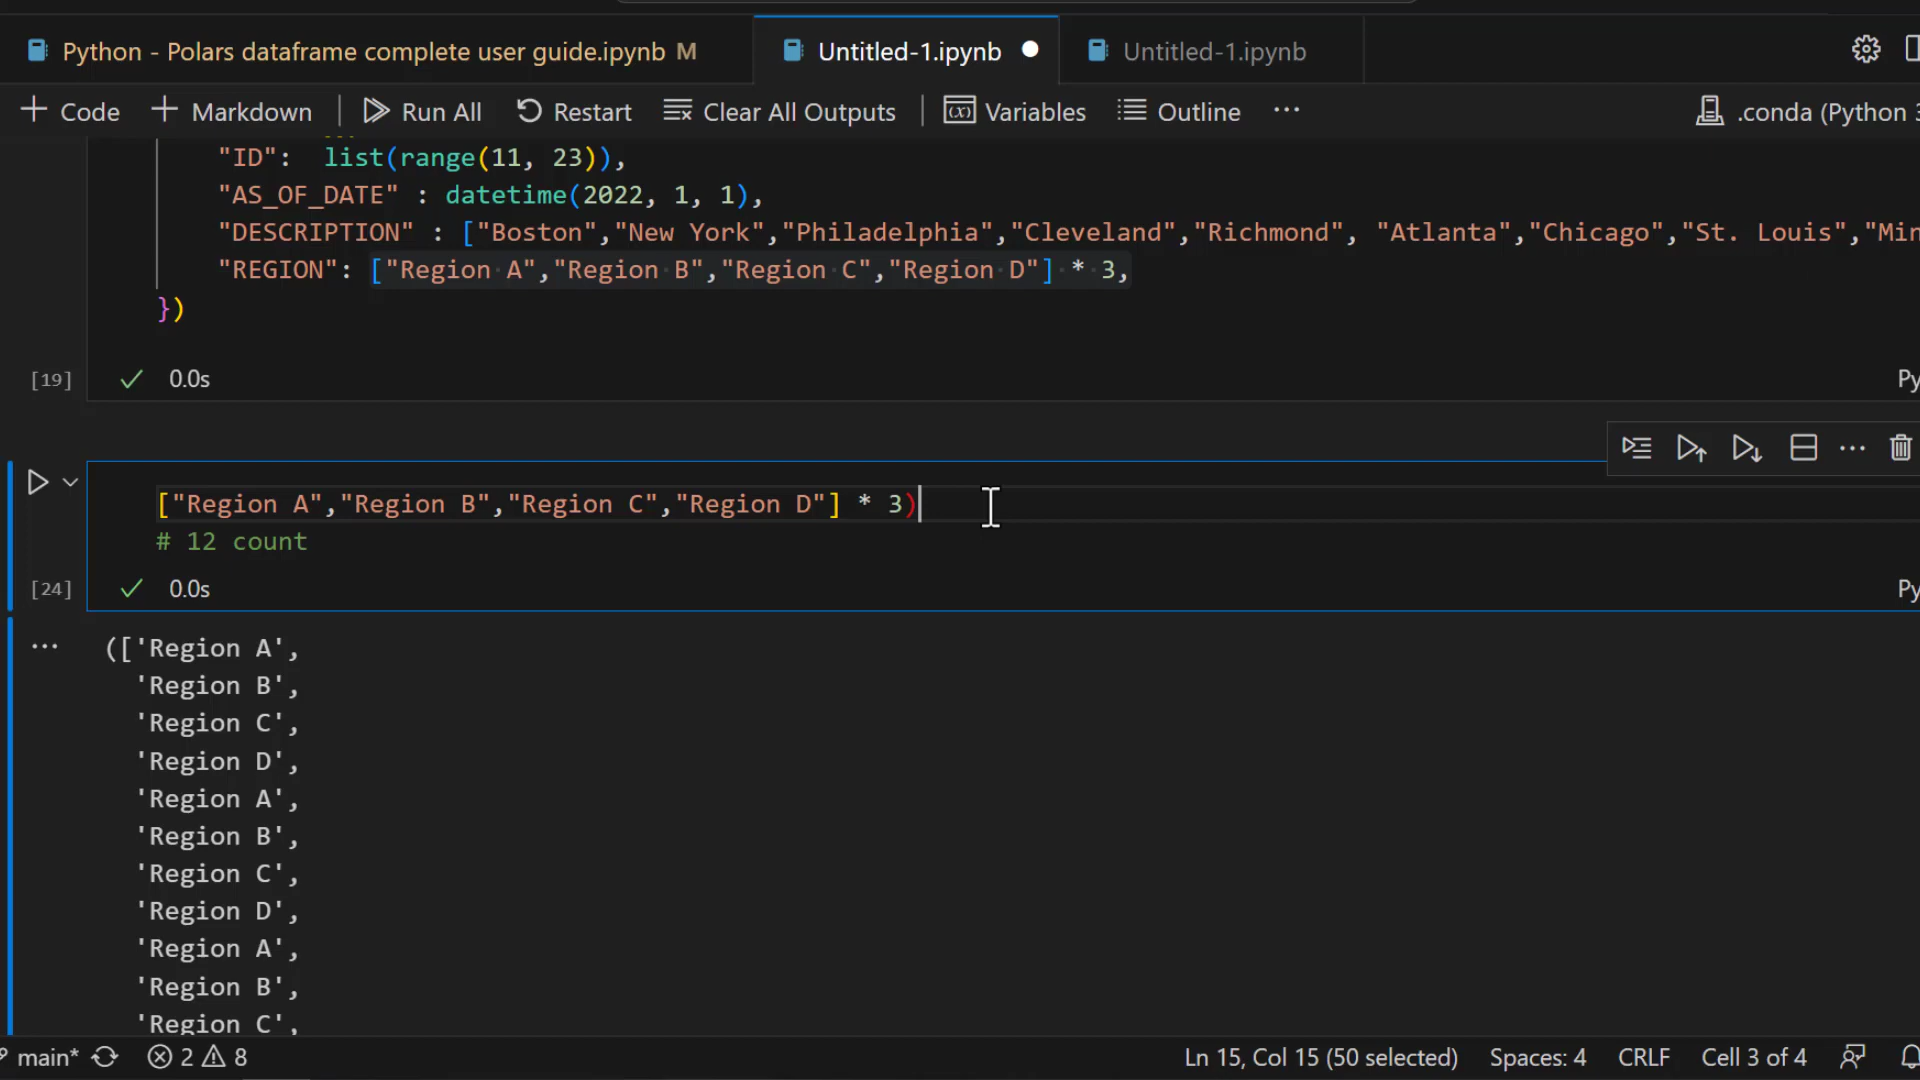 Python - Polars dataframe complete user guide.ipynb M Untitled-1.ipynb Untitled-1.ipynb
Code Markdown Run All Restart Clear All Outputs Variables Outline ... .conda (Python 3
"ID": list(range(11, 23)),
"AS_OF_DATE" : datetime(2022, 1, 1),
"DESCRIPTION" : ["Boston","New York","Philadelphia","Cleveland","Richmond", "Atlanta","Chicago","St. Louis","Min
"REGION": ["Region A","Region B","Region C","Region D"] * 3,
})
[19] 0.0s Py
["Region A","Region B","Region C","Region D"] * 3)
# 12 count
[24] 0.0s Py
(['Region A',
'Region B',
'Region C',
'Region D',
'Region A',
'Region B',
'Region C',
'Region D',
'Region A',
'Region B',
'Region C',
main* 2 8 Ln 15, Col 15 (50 selected) Spaces: 4 CRLF Cell 3 of 4